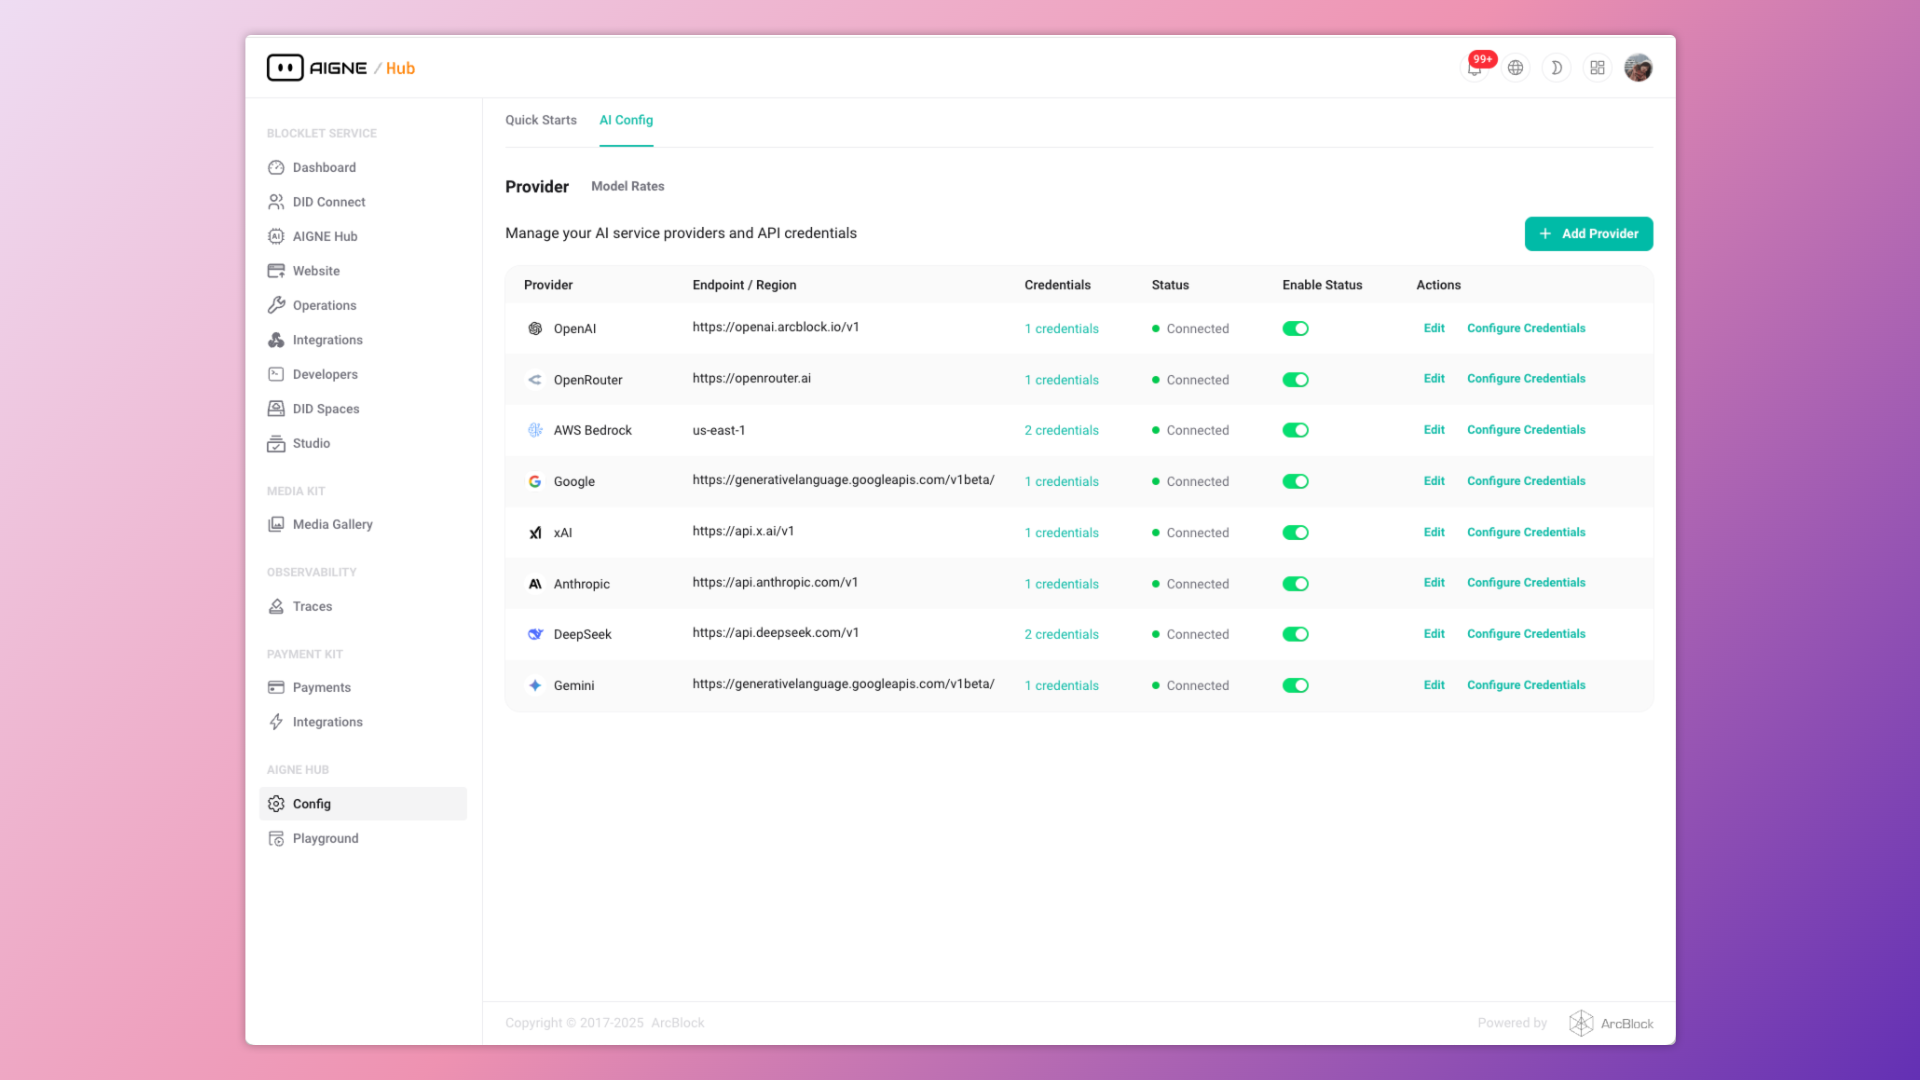 AIGNE / Hub
99+
BLOCKLET SERVICE
Dashboard
DID Connect
AIGNE Hub
Website
Operations
Integrations
Developers
DID Spaces
Studio
MEDIA KIT
Media Gallery
OBSERVABILITY
Traces
PAYMENT KIT
Payments
Integrations
AIGNE HUB
Config
Playground
Quick Starts AI Config
Provider Model Rates
Manage your AI service providers and API credentials
+ Add Provider
Provider Endpoint / Region Credentials Status Enable Status Actions
OpenAI https://openai.arcblock.io/v1 1 credentials Connected Edit Configure Credentials
OpenRouter https://openrouter.ai 1 credentials Connected Edit Configure Credentials
AWS Bedrock us-east-1 2 credentials Connected Edit Configure Credentials
Google https://generativelanguage.googleapis.com/v1beta/ 1 credentials Connected Edit Configure Credentials
xAI https://api.x.ai/v1 1 credentials Connected Edit Configure Credentials
Anthropic https://api.anthropic.com/v1 1 credentials Connected Edit Configure Credentials
DeepSeek https://api.deepseek.com/v1 2 credentials Connected Edit Configure Credentials
Gemini https://generativelanguage.googleapis.com/v1beta/ 1 credentials Connected Edit Configure Credentials
Copyright © 2017-2025 ArcBlock
Powered by ArcBlock